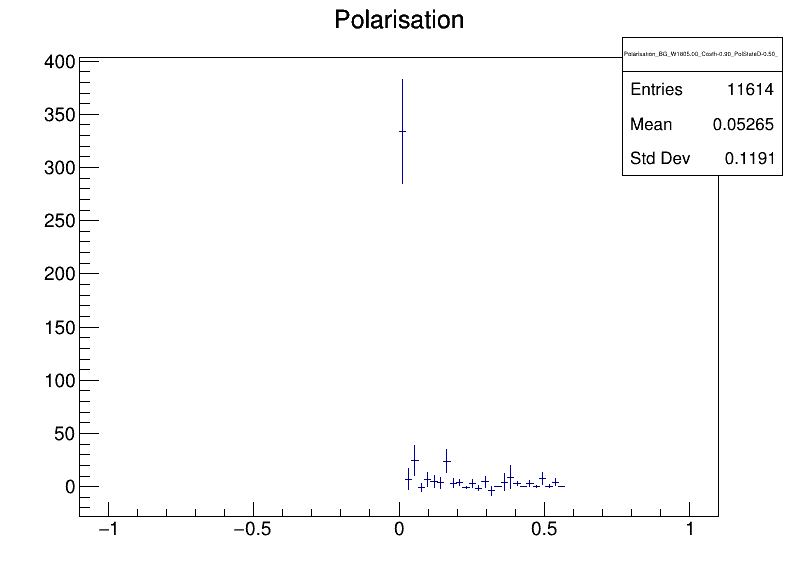 Polarisation
Polarisation_BG_W1805.00_Costh-0.90_PolStateD-0.50_
Entries 11614
Mean 0.05265
Std Dev 0.1191
400
350
300
250
200
150
100
50
0
−1 −0.5 0 0.5 1